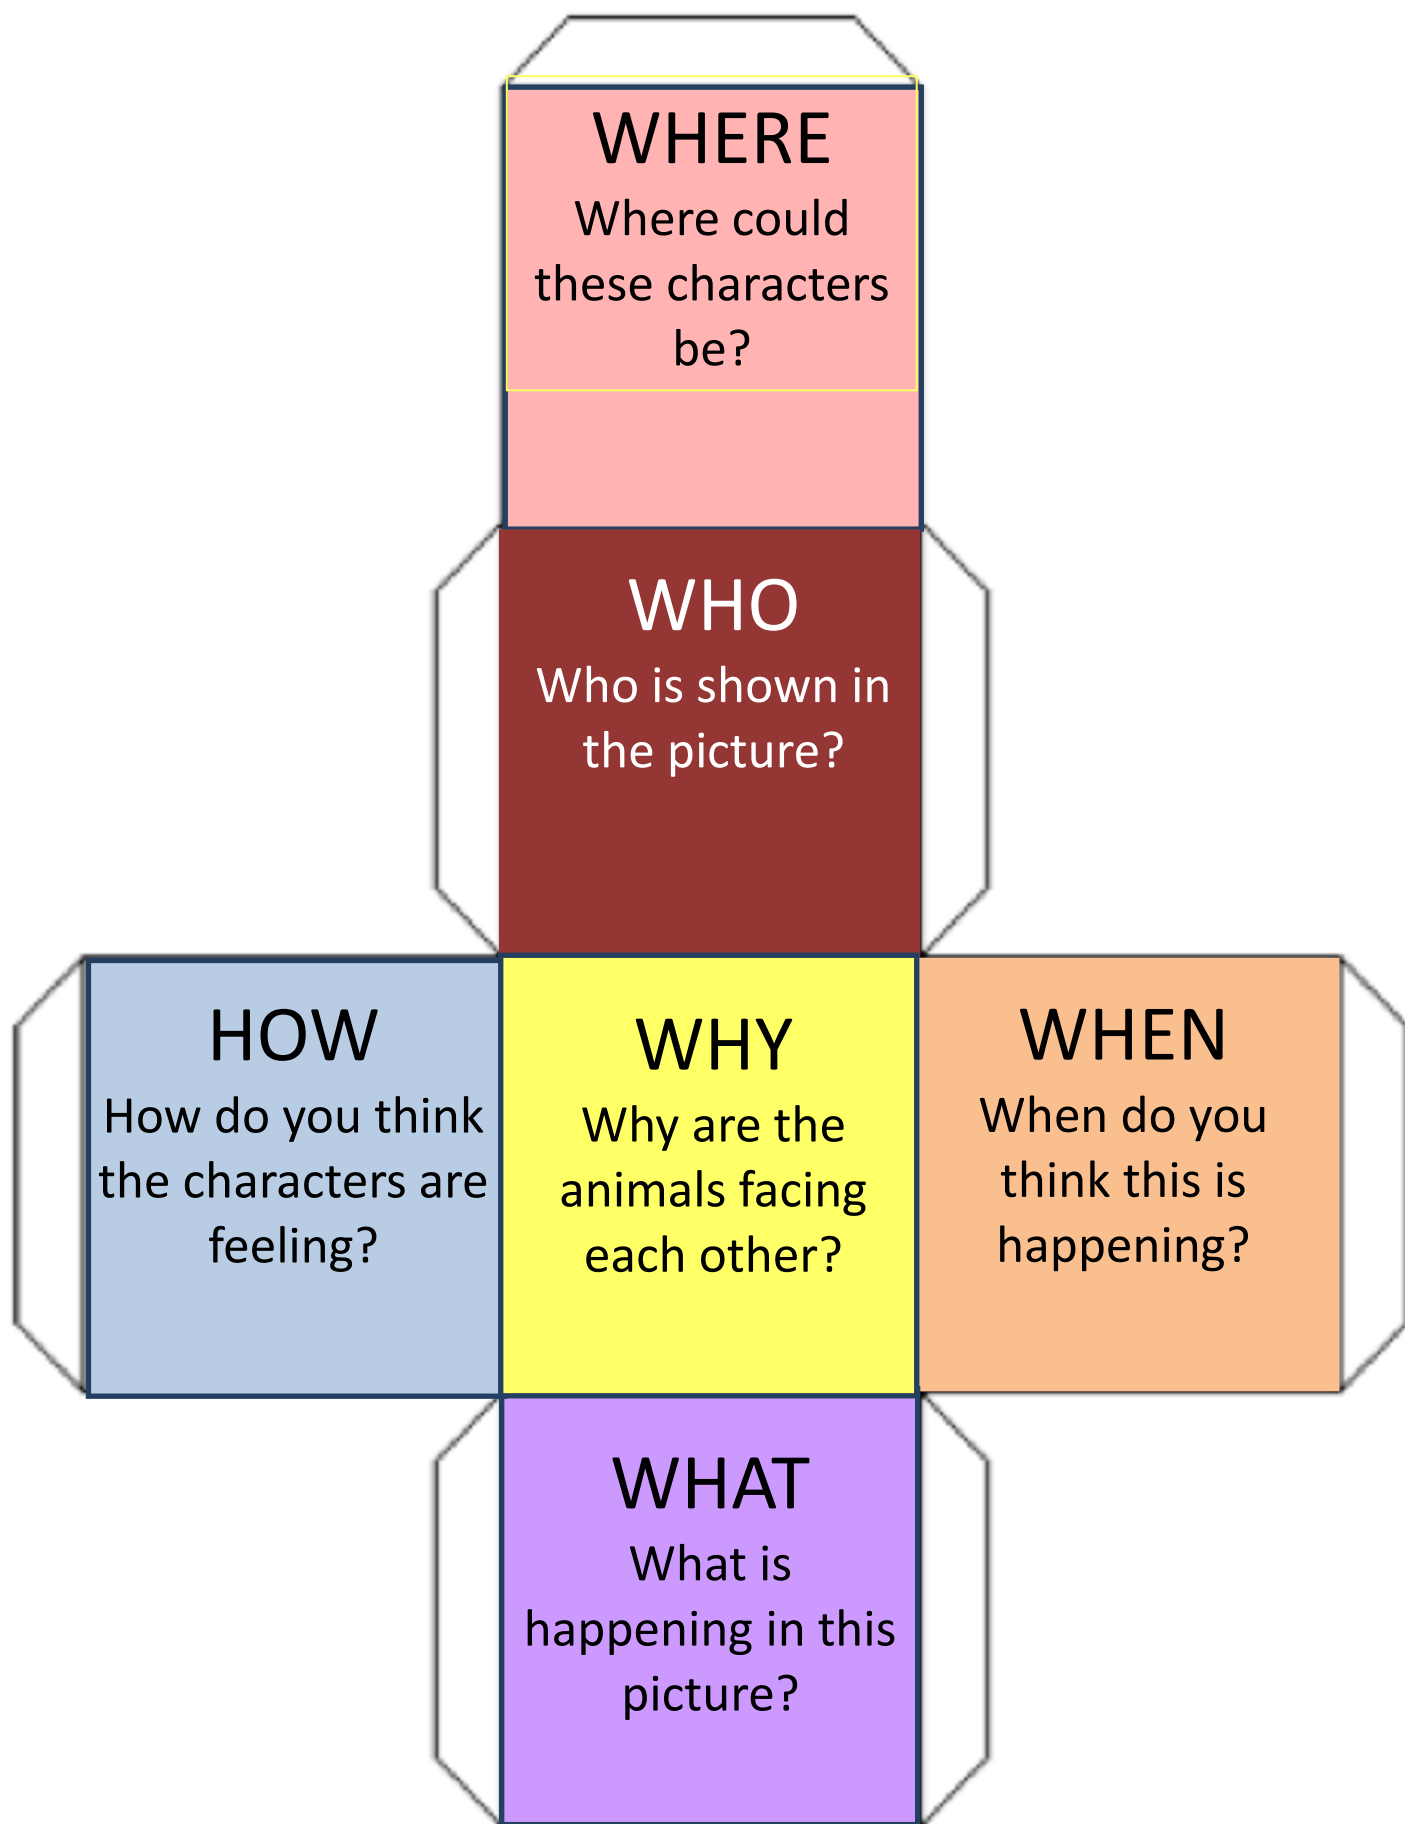 WHERE
Where could
these characters
be?
WHO
Who is shown in
the picture?
HOW
How do you think
the characters are
feeling?
WHY
Why are the
animals facing
each other?
WHEN
When do you
think this is
happening?
WHAT
What is
happening in this
picture?